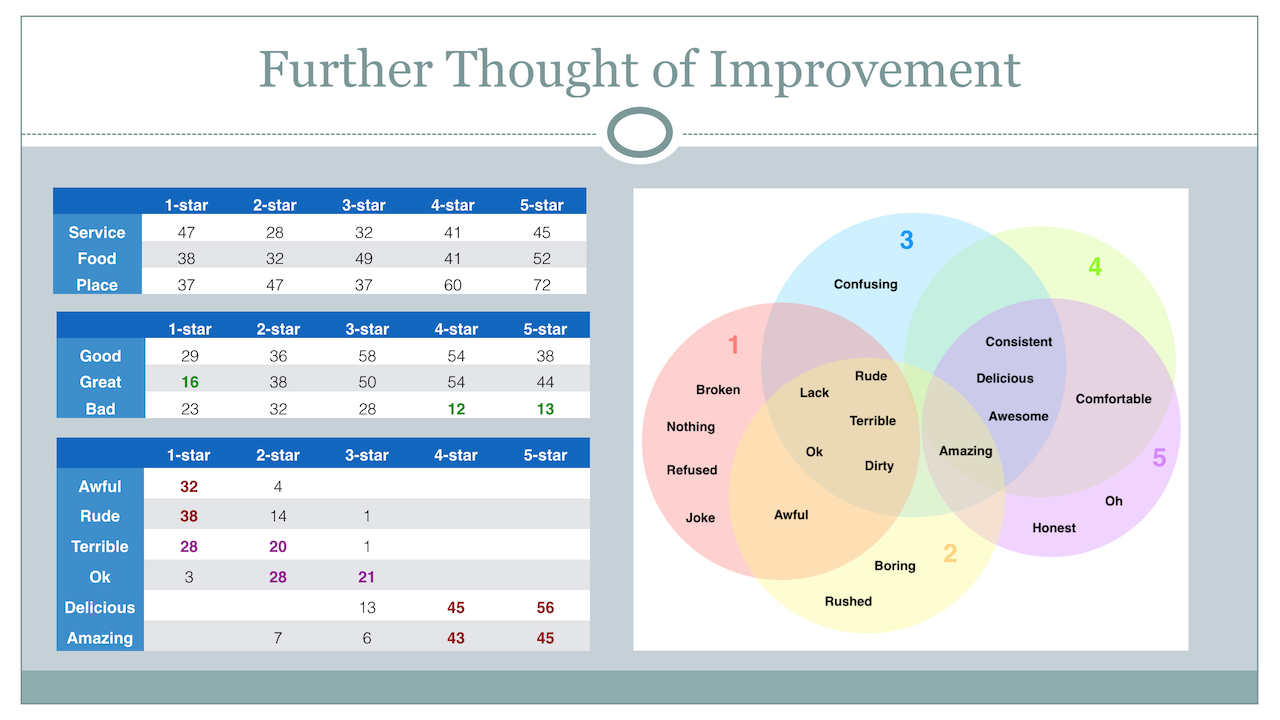 Further Thought of Improvement
1-star 2-star 3-star 4-star 5-star
Service 47 28 32 41 45
Food 38 32 49 41 52
Place 37 47 37 60 72
1-star 2-star 3-star 4-star 5-star
Good 29 36 58 54 38
Great 16 38 50 54 44
Bad 23 32 28 12 13
1-star 2-star 3-star 4-star 5-star
Awful 32 4
Rude 38 14 1
Terrible 28 20 1
Ok 3 28 21
Delicious 13 45 56
Amazing 7 6 43 45
3
4
Confusing
1
Consistent
Rude
Delicious
Broken
Lack
Comfortable
Awesome
Nothing
Terrible
Ok
Amazing
5
Refused
Dirty
Oh
Joke
Awful
Honest
2
Boring
Rushed